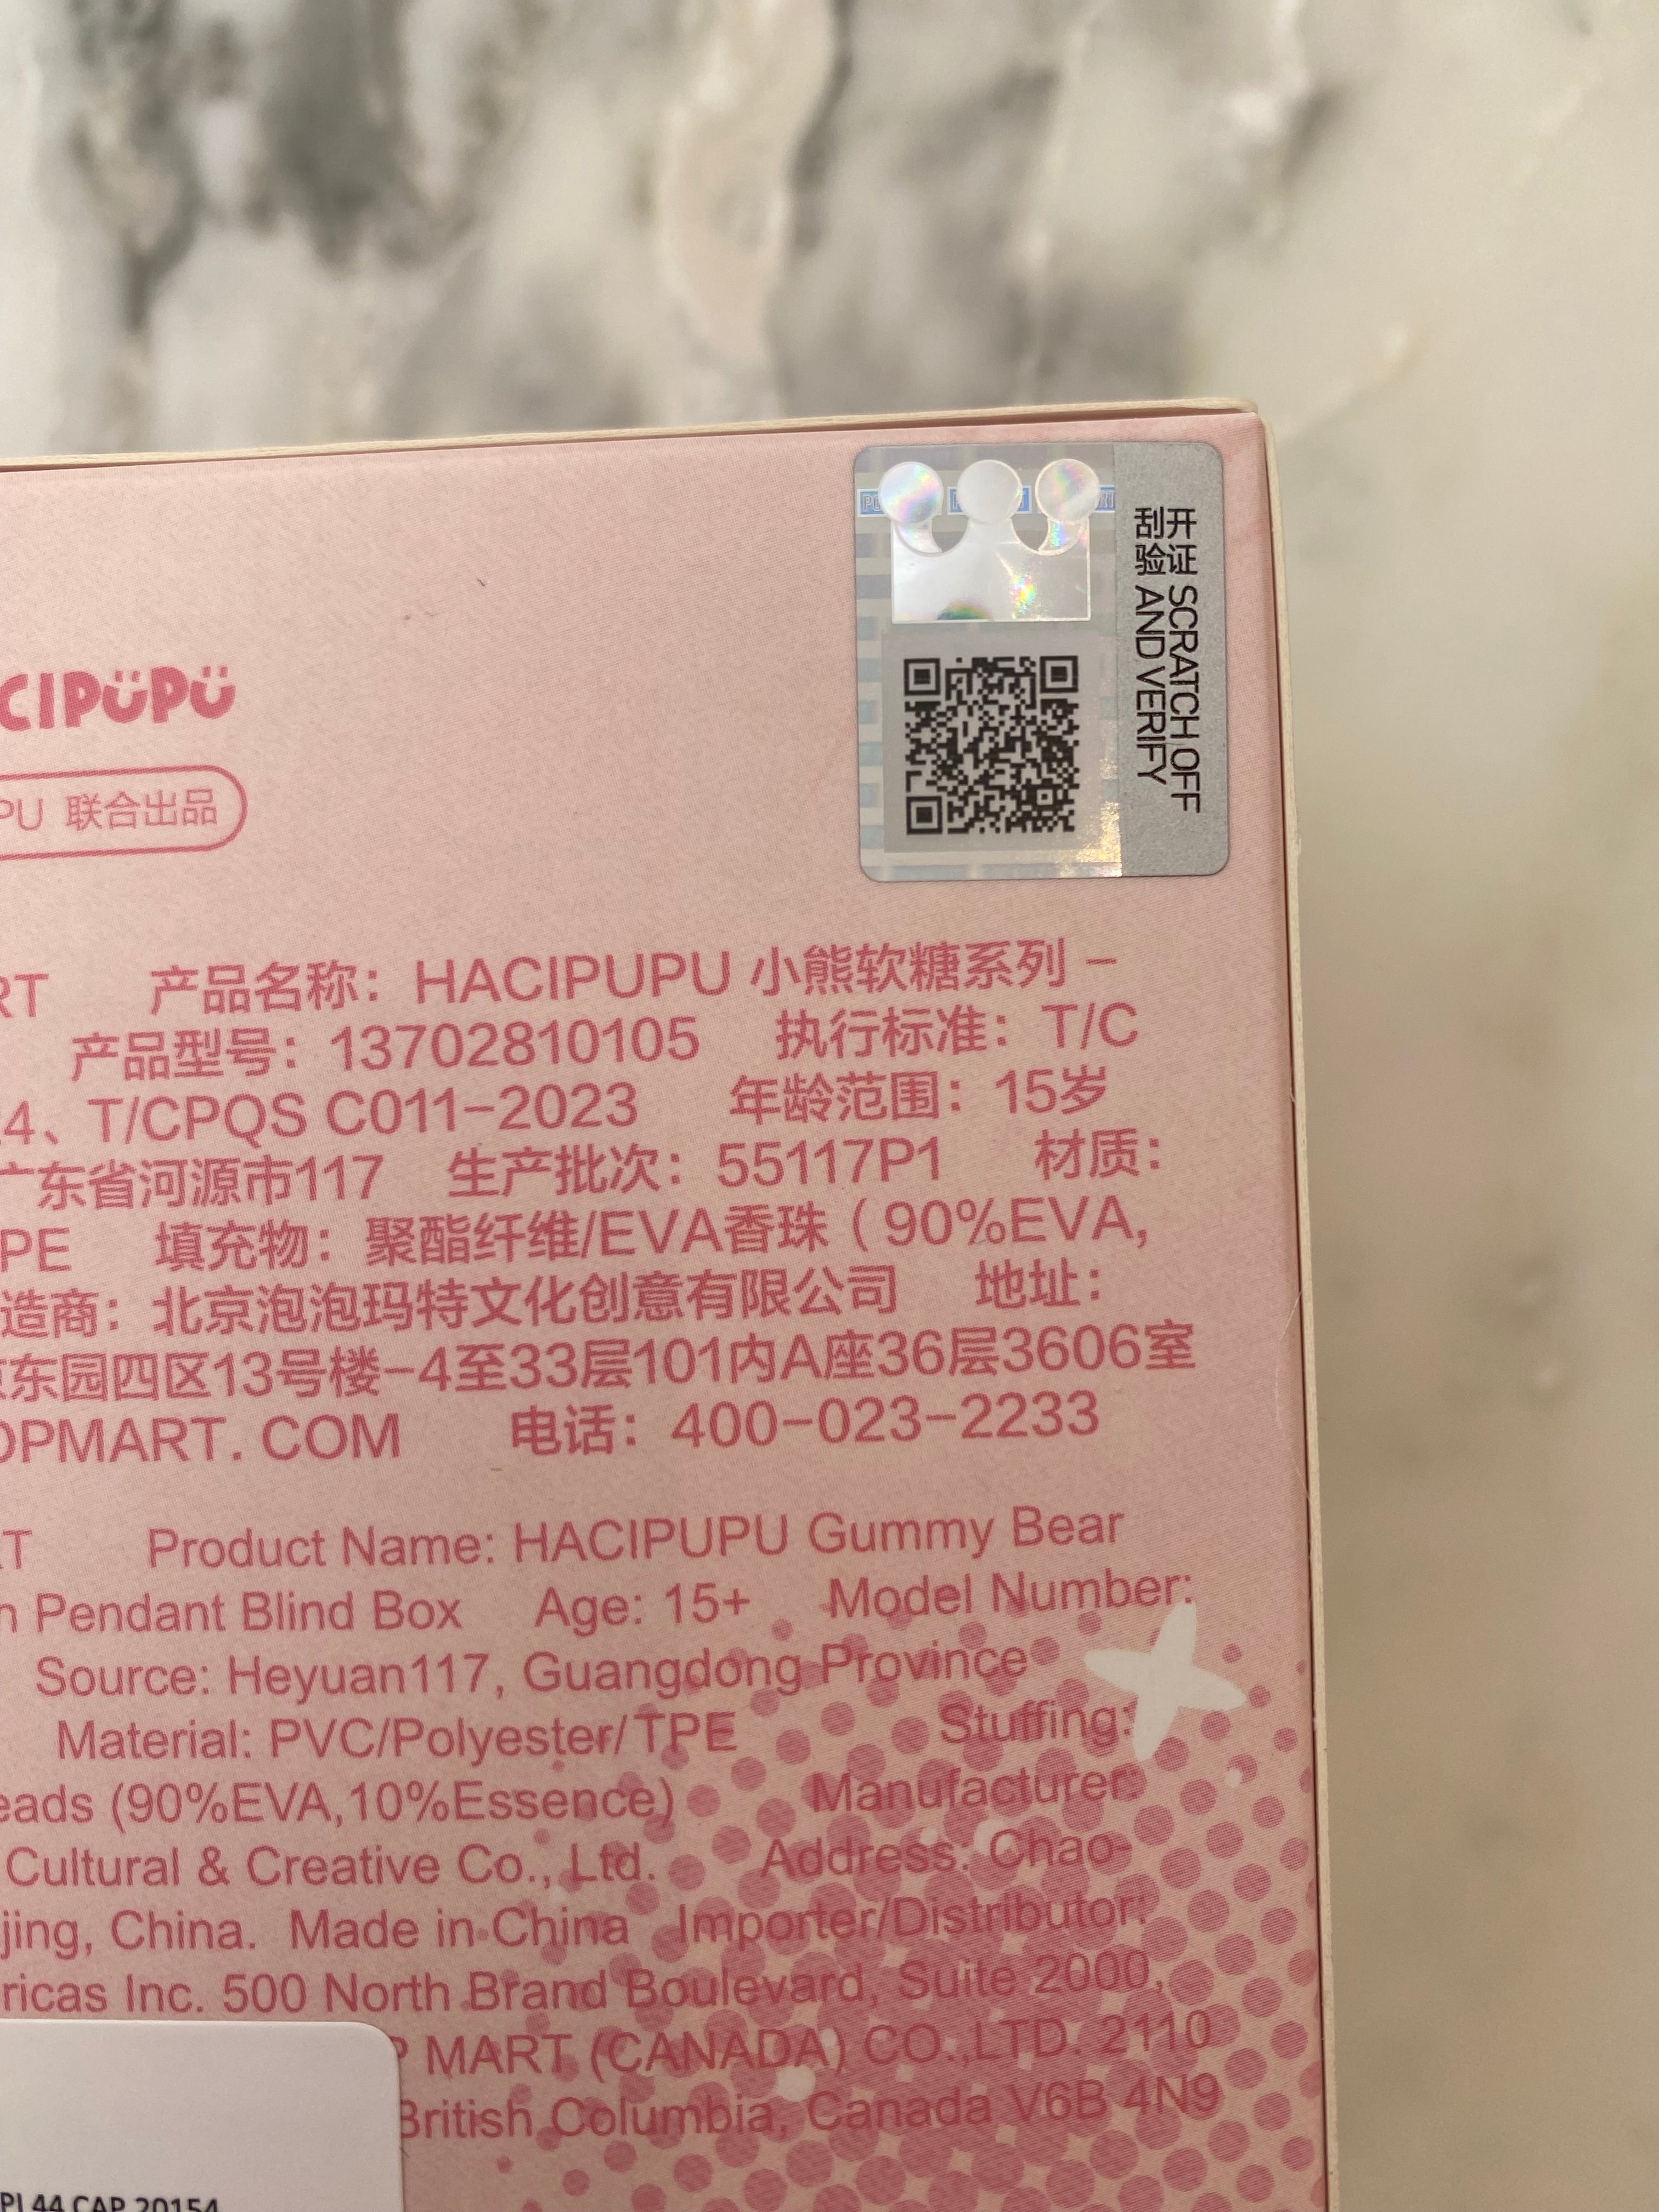 CIPÜPÜ
PU 联合出品
开证 SCRATCH OFF
刮验 AND VERIFY
RT 产品名称：HACIPUPU 小熊软糖系列 –
产品型号：13702810105 执行标准：T/C
4、T/CPQS C011–2023 年龄范围：15岁
广东省河源市117 生产批次：55117P1 材质：
PE 填充物：聚酯纤维/EVA香珠（90%EVA,
造商：北京泡泡玛特文化创意有限公司 地址：
东园四区13号楼–4至33层101内A座36层3606室
OPMART. COM 电话：400–023–2233
RT Product Name: HACIPUPU Gummy Bear
n Pendant Blind Box Age: 15+ Model Number:
Source: Heyuan117, Guangdong Province
Material: PVC/Polyester/TPE Stuffing:
eads (90%EVA,10%Essence) Manufacturer:
Cultural & Creative Co., Ltd. Address: Chao-
jing, China. Made in China Importer/Distributor:
ricas Inc. 500 North Brand Boulevard, Suite 2000,
P MART (CANADA) CO.,LTD. 2110
British Columbia, Canada V6B 4N9
PL44 CAP 20154